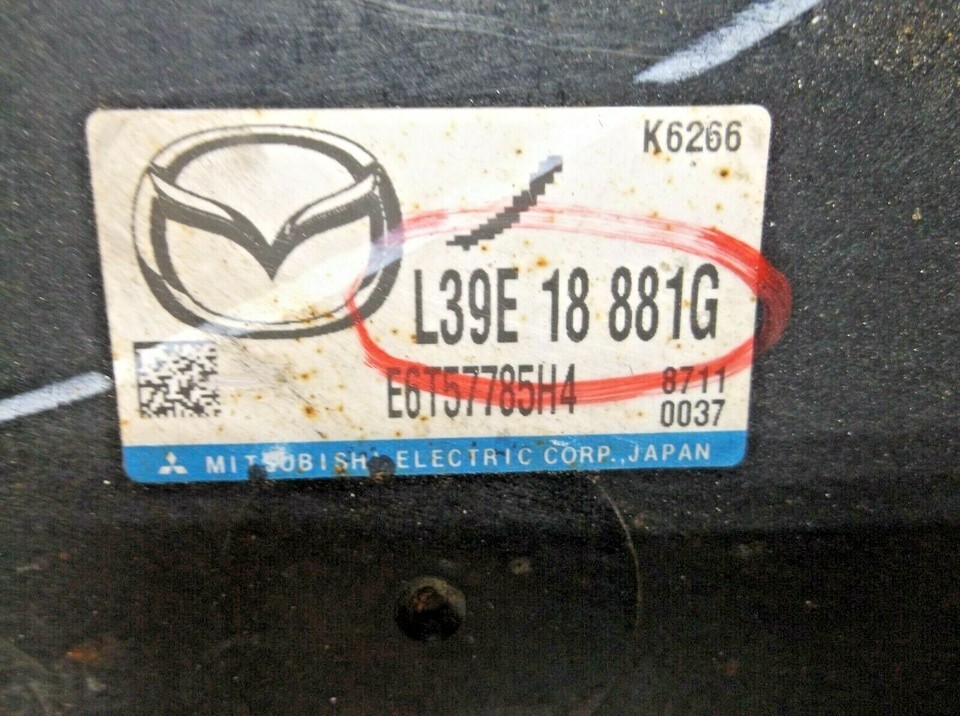 K6266
L39E 18 881G
E6T57785H4 8711
0037
MITSUBISHI ELECTRIC CORP., JAPAN